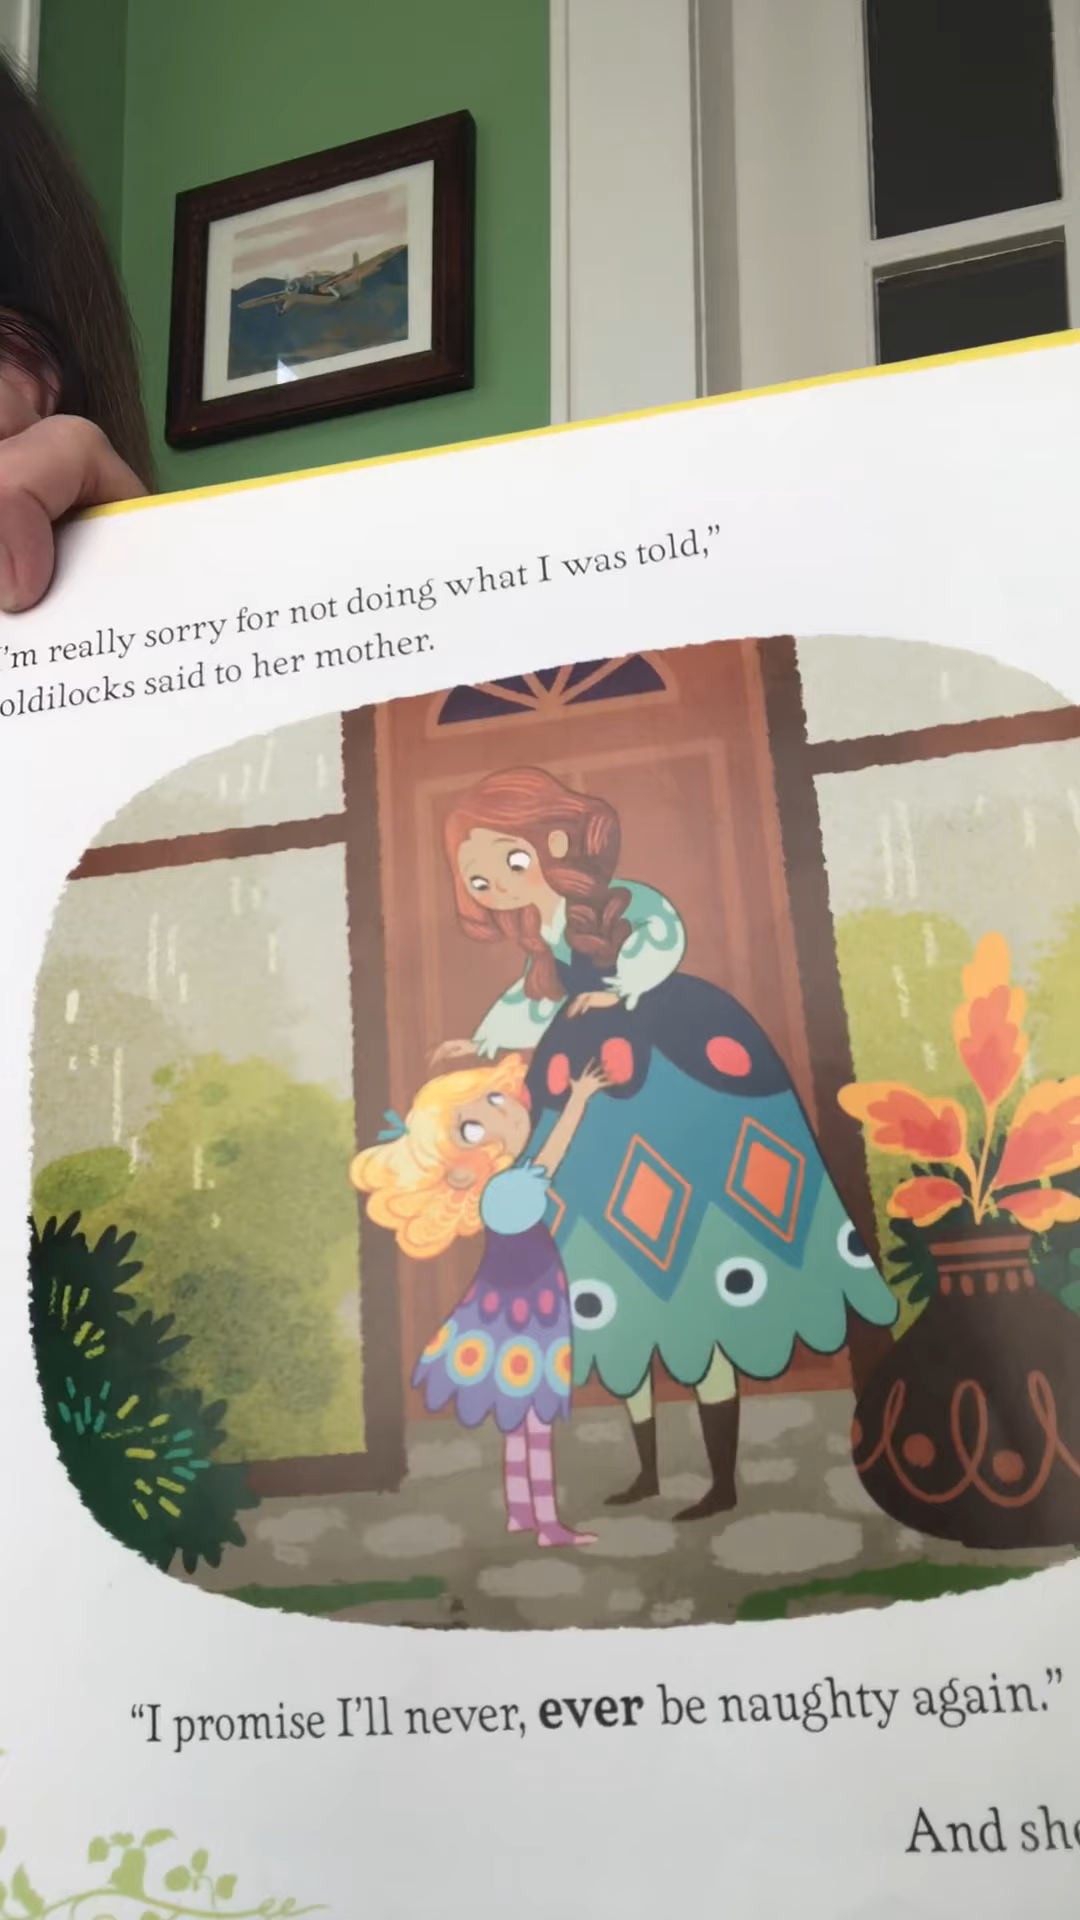 'm really sorry for not doing what I was told,”
oldilocks said to her mother.
“I promise I'll never, ever be naughty again.”
And she